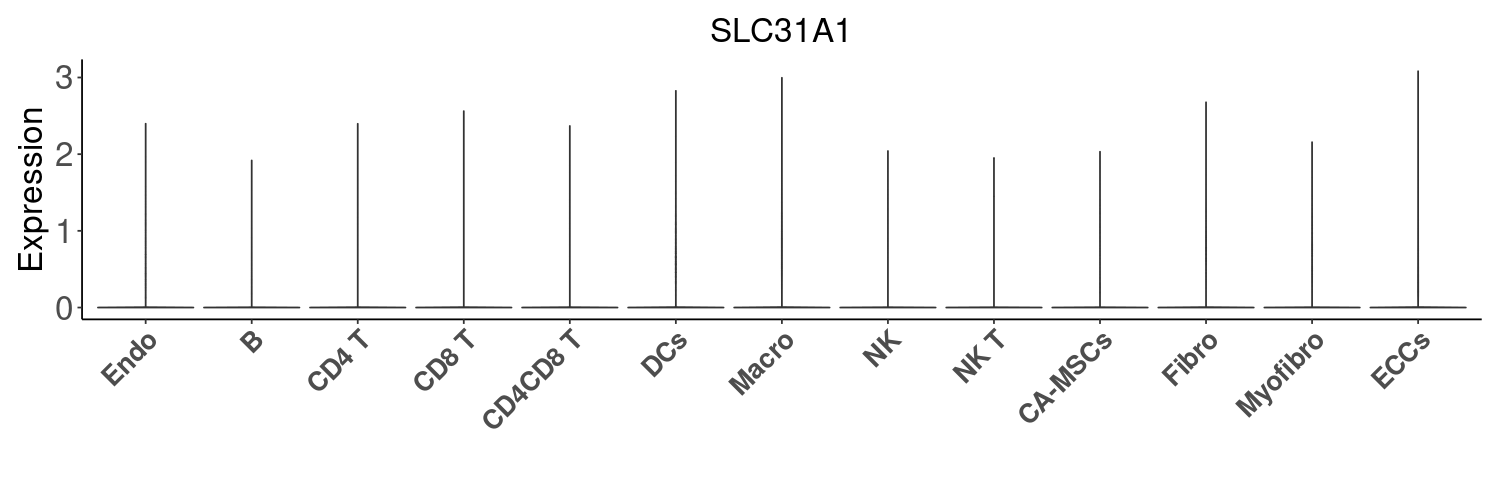 SLC31A1
Expression
3
2
1
0
Endo
B
CD4 T
CD8 T
CD4CD8 T
DCs
Macro
NK
NK T
CA-MSCs
Fibro
Myofibro
ECCs